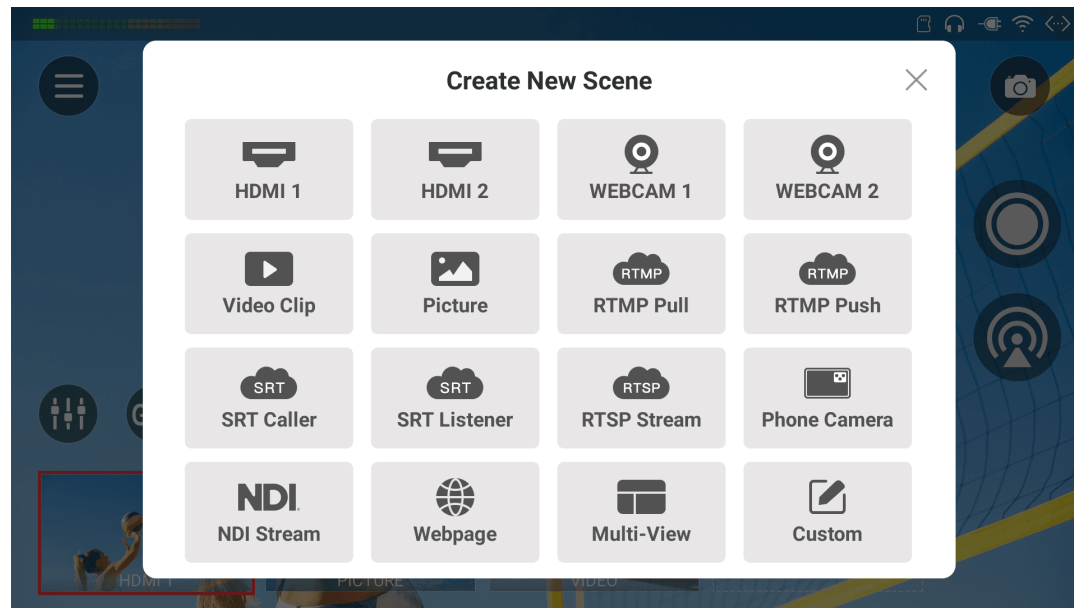 Create New Scene
HDMI 1
HDMI 2
WEBCAM 1
WEBCAM 2
Video Clip
Picture
RTMP
RTMP Pull
RTMP
RTMP Push
SRT
SRT Caller
SRT
SRT Listener
RTSP
RTSP Stream
Phone Camera
NDI
NDI Stream
Webpage
Multi-View
Custom
G
HDMI 1
PICTURE
VIDEO